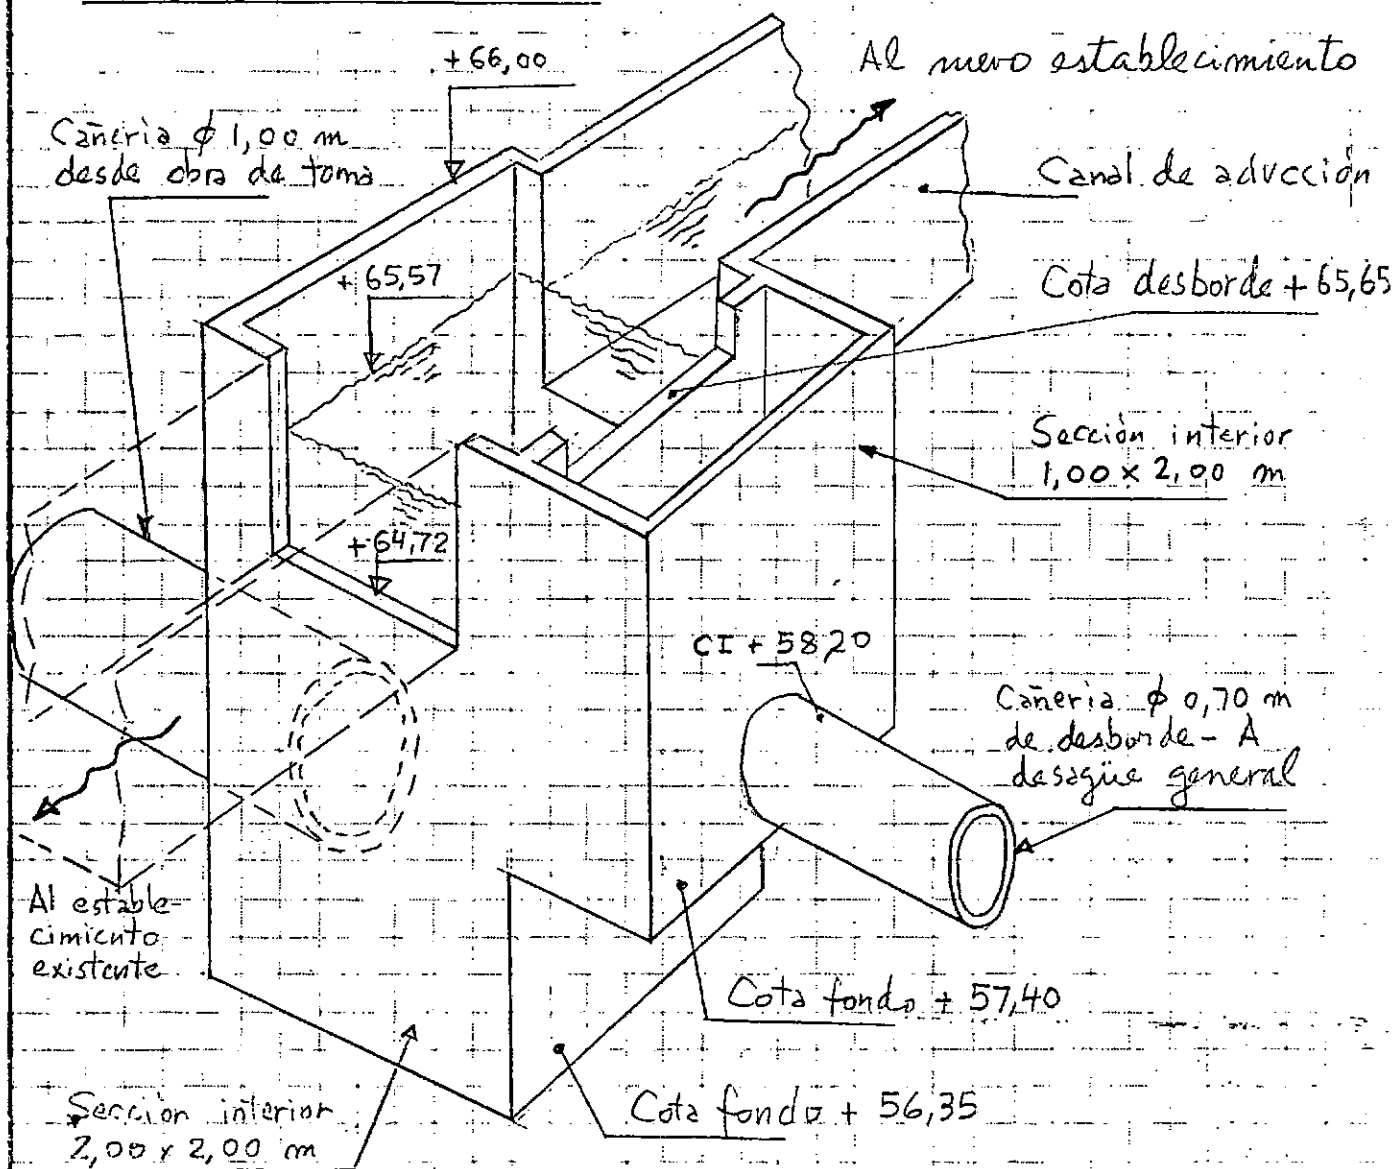 +66,00
Al nuevo establecimiento
Cañeria ϕ 1,00 m
desde obra de toma
Canal de aducción
+ 65,57
Cota desborde + 65,65
Sección interior
1,00 x 2,00 m
+64,72
CI + 58,20
Cañeria ϕ 0,70 m
de desborde - A
desagüe general
Al estable-
cimiento
existente
Cota fondo + 57,40
Cota fondo + 56,35
Sección interior
2,00 x 2,00 m